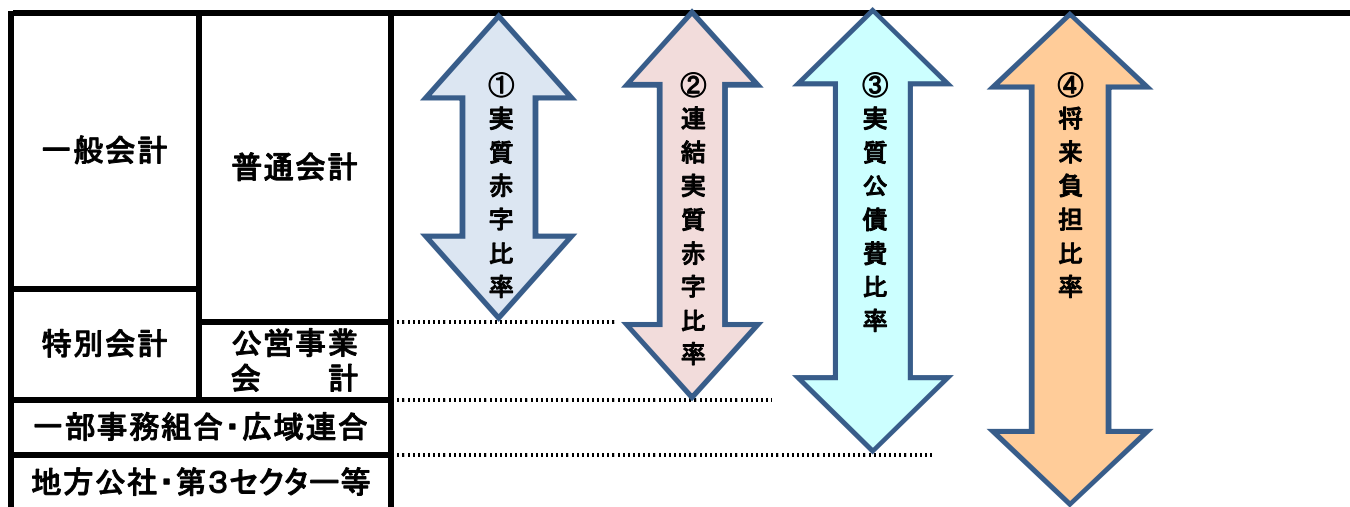 一般会計
普通会計
特別会計
公営事業
会　　計
一部事務組合・広域連合
地方公社・第3セクター等
①実質赤字比率
②連結実質赤字比率
③実質公債費比率
④将来負担比率